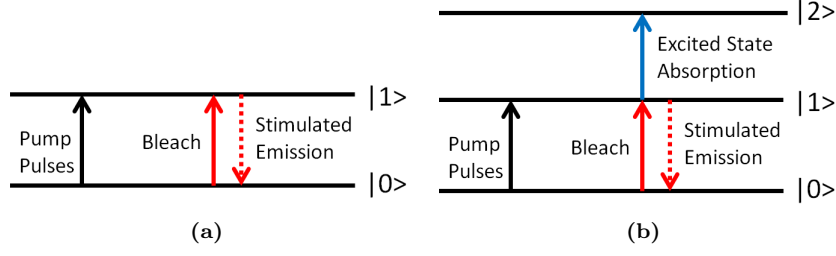 |1>
Pump
Pulses
Bleach
Stimulated
Emission
|0>
(a)
|2>
Excited State
Absorption
|1>
Pump
Pulses
Bleach
Stimulated
Emission
|0>
(b)